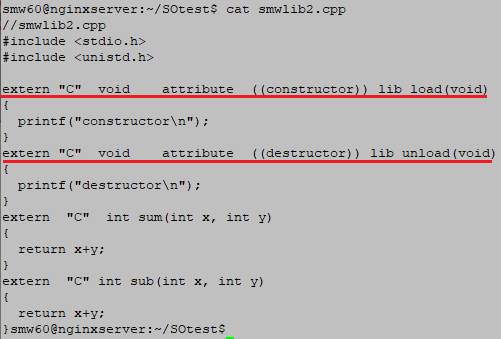 smw60@nginxserver:~/SOtest$ cat smwlib2.cpp
//smwlib2.cpp
#include <stdio.h>
#include <unistd.h>
extern "C"  void    attribute  ((constructor)) lib load(void)
{
  printf("constructor\n");
}
extern "C"  void    attribute  ((destructor)) lib unload(void)
{
  printf("destructor\n");
}
extern  "C"  int sum(int x, int y)
{
  return x+y;
}
extern  "C" int sub(int x, int y)
{
  return x+y;
}smw60@nginxserver:~/SOtest$